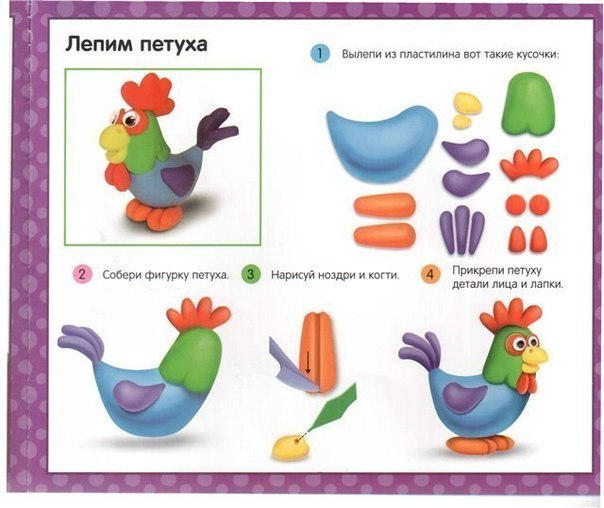 Лепим петуха
1 Вылепи из пластилина вот такие кусочки:
2 Собери фигурку петуха.
3 Нарисуй ноздри и когти.
4 Прикрепи петуху
детали лица и лапки.